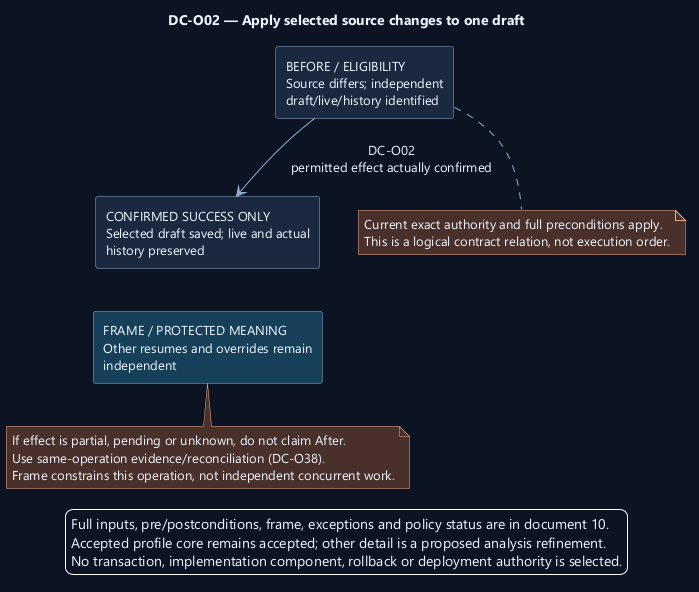 DC-O02 — Apply selected source changes to one draft
BEFORE / ELIGIBILITY
Source differs; independent
draft/live/history identified
DC-O02
permitted effect actually confirmed
CONFIRMED SUCCESS ONLY
Selected draft saved; live and actual
history preserved
Current exact authority and full preconditions apply.
This is a logical contract relation, not execution order.
FRAME / PROTECTED MEANING
Other resumes and overrides remain
independent
If effect is partial, pending or unknown, do not claim After.
Use same-operation evidence/reconciliation (DC-O38).
Frame constrains this operation, not independent concurrent work.
Full inputs, pre/postconditions, frame, exceptions and policy status are in document 10.
Accepted profile core remains accepted; other detail is a proposed analysis refinement.
No transaction, implementation component, rollback or deployment authority is selected.